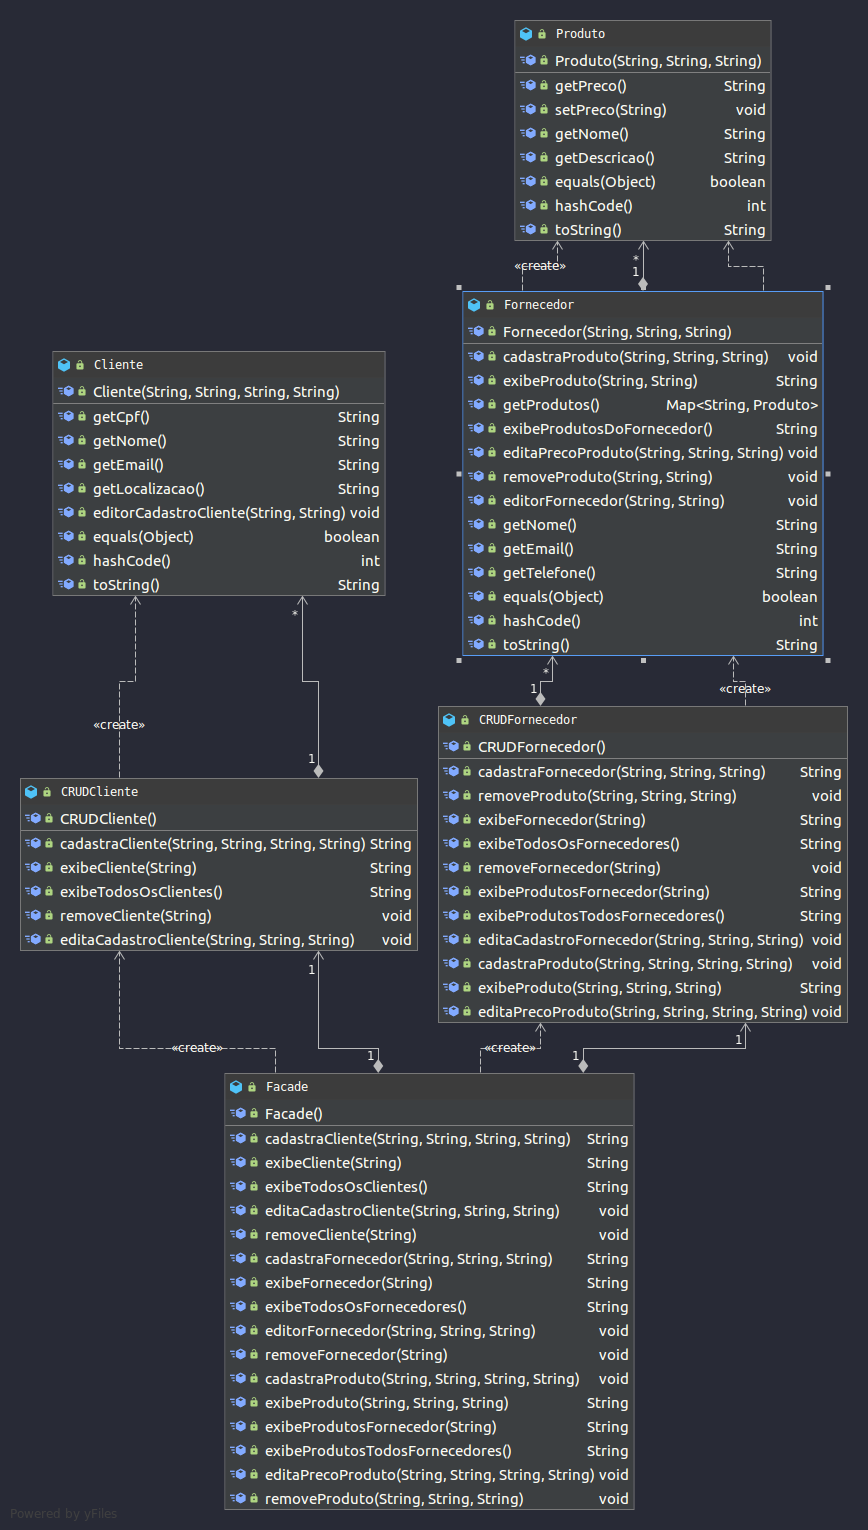 Produto
Produto(String, String, String)
getPreco() String
setPreco(String) void
getNome() String
getDescricao() String
equals(Object) boolean
hashCode() int
toString() String
«create»
*
1
Fornecedor
Fornecedor(String, String, String)
cadastraProduto(String, String, String) void
exibeProduto(String, String) String
getProdutos() Map<String, Produto>
exibeProdutosDoFornecedor() String
editaPrecoProduto(String, String, String) void
removeProduto(String, String) void
editorFornecedor(String, String) void
getNome() String
getEmail() String
getTelefone() String
equals(Object) boolean
hashCode() int
toString() String
Cliente
Cliente(String, String, String, String)
getCpf() String
getNome() String
getEmail() String
getLocalizacao() String
editorCadastroCliente(String, String) void
equals(Object) boolean
hashCode() int
toString() String
*
«create»
1
*
1
«create»
CRUDCliente
CRUDCliente()
cadastraCliente(String, String, String, String) String
exibeCliente(String) String
exibeTodosOsClientes() String
removeCliente(String) void
editaCadastroCliente(String, String, String) void
CRUDFornecedor
CRUDFornecedor()
cadastraFornecedor(String, String, String) String
removeProduto(String, String, String) void
exibeFornecedor(String) String
exibeTodosOsFornecedores() String
removeFornecedor(String) void
exibeProdutosFornecedor(String) String
exibeProdutosTodosFornecedores() String
editaCadastroFornecedor(String, String, String) void
cadastraProduto(String, String, String, String) void
exibeProduto(String, String, String) String
editaPrecoProduto(String, String, String, String) void
1
«create»
1
«create»
1
1
Facade
Facade()
cadastraCliente(String, String, String, String) String
exibeCliente(String) String
exibeTodosOsClientes() String
editaCadastroCliente(String, String, String) void
removeCliente(String) void
cadastraFornecedor(String, String, String) String
exibeFornecedor(String) String
exibeTodosOsFornecedores() String
editorFornecedor(String, String, String) void
removeFornecedor(String) void
cadastraProduto(String, String, String, String) void
exibeProduto(String, String, String) String
exibeProdutosFornecedor(String) String
exibeProdutosTodosFornecedores() String
editaPrecoProduto(String, String, String, String) void
removeProduto(String, String, String) void
Powered by yFiles